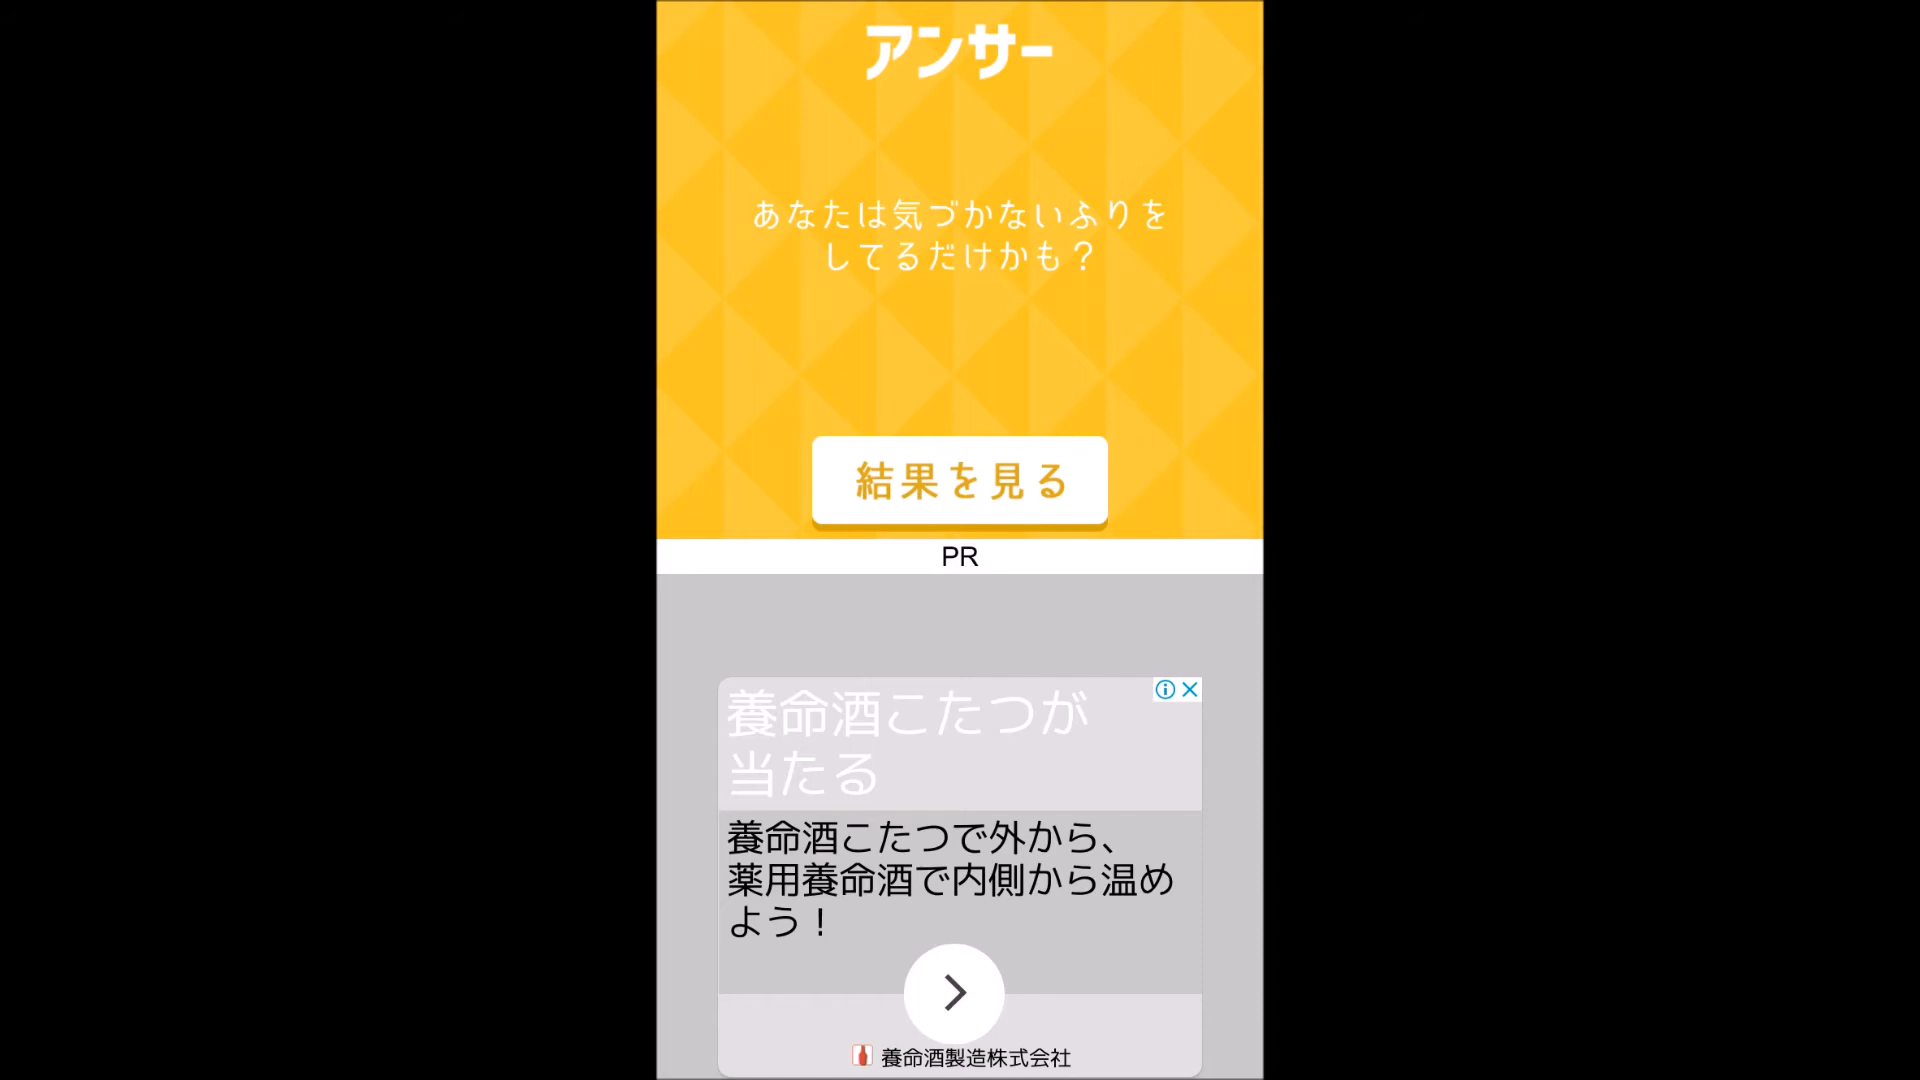 アンサー
あなたは気づかないふりを
してるだけかも？
結果を見る
PR
養命酒こたつが
当たる
養命酒こたつで外から、
薬用養命酒で内側から温め
よう！
養命酒製造株式会社